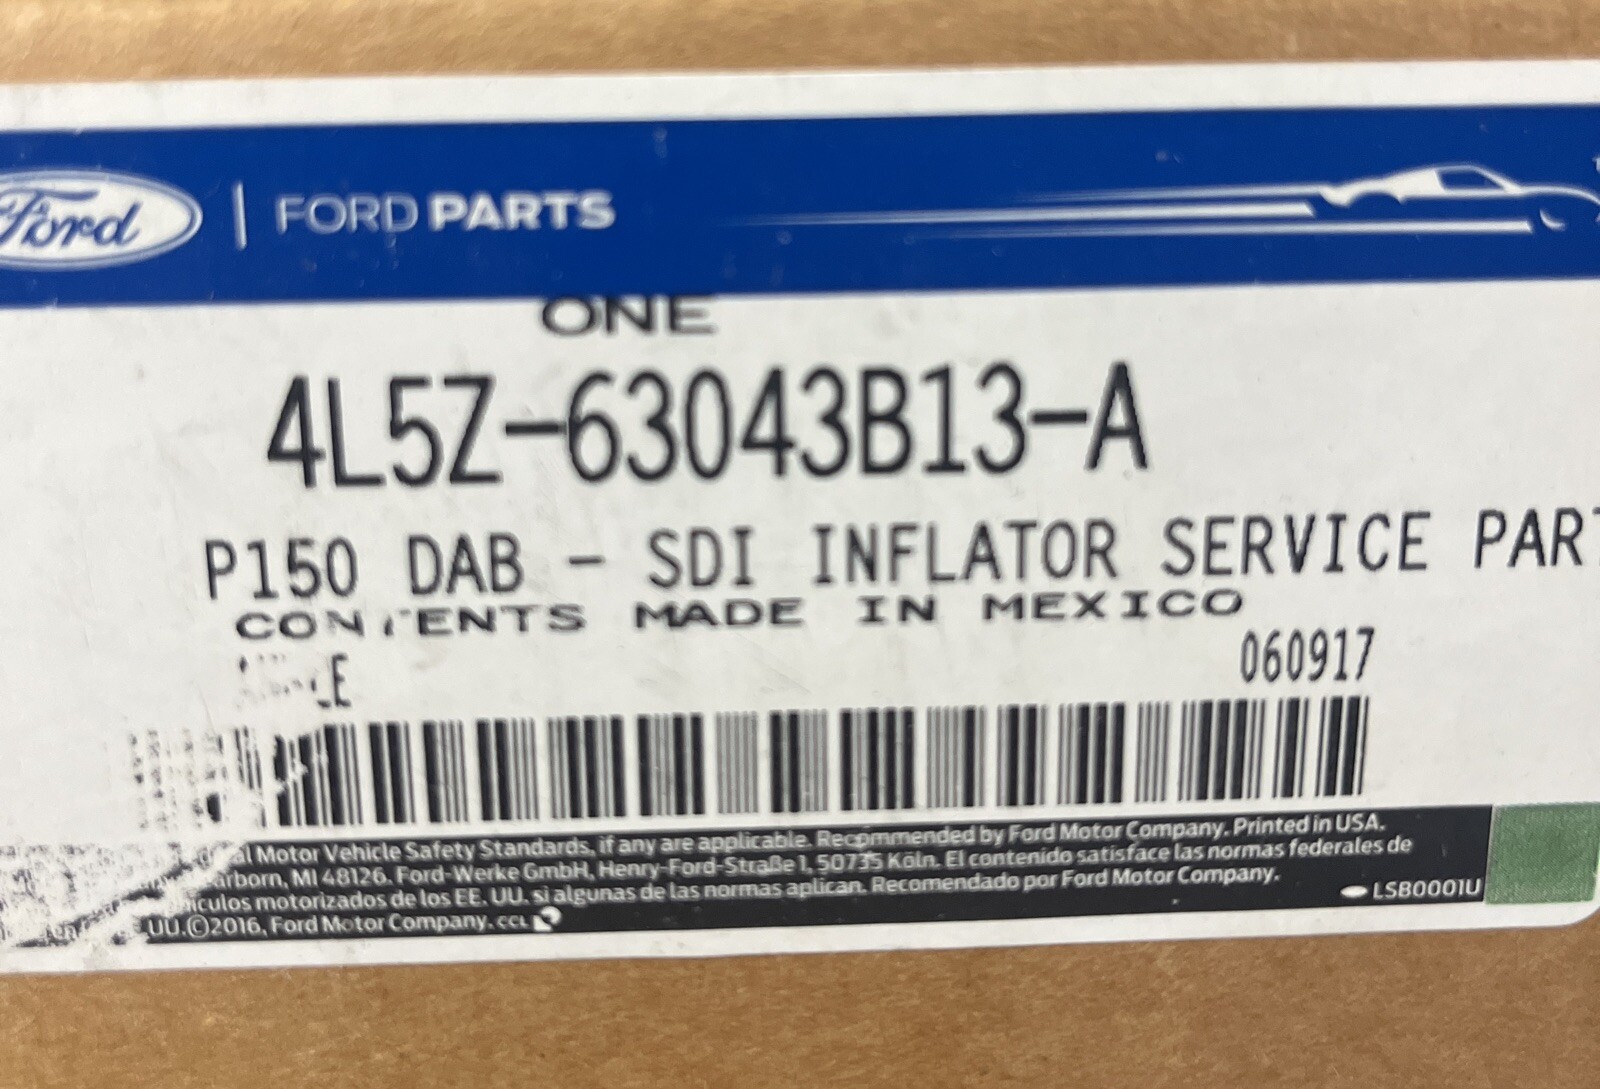 Ford | FORD PARTS
ONE
4L5Z-63043B13-A
P150 DAB - SDI INFLATOR SERVICE PART
CONTENTS MADE IN MEXICO
060917
Motor Vehicle Safety Standards, if any are applicable. Recommended by Ford Motor Company. Printed in USA.
MI 48126. Ford-Werke GmbH, Henry-Ford-Straße 1, 50735 Köln. El contenido satisface las normas federales de
motorizados de los EE. UU. si algunas de las normas aplican. Recomendado por Ford Motor Company.
UU.©2016, Ford Motor Company. CCL
LSB0001U